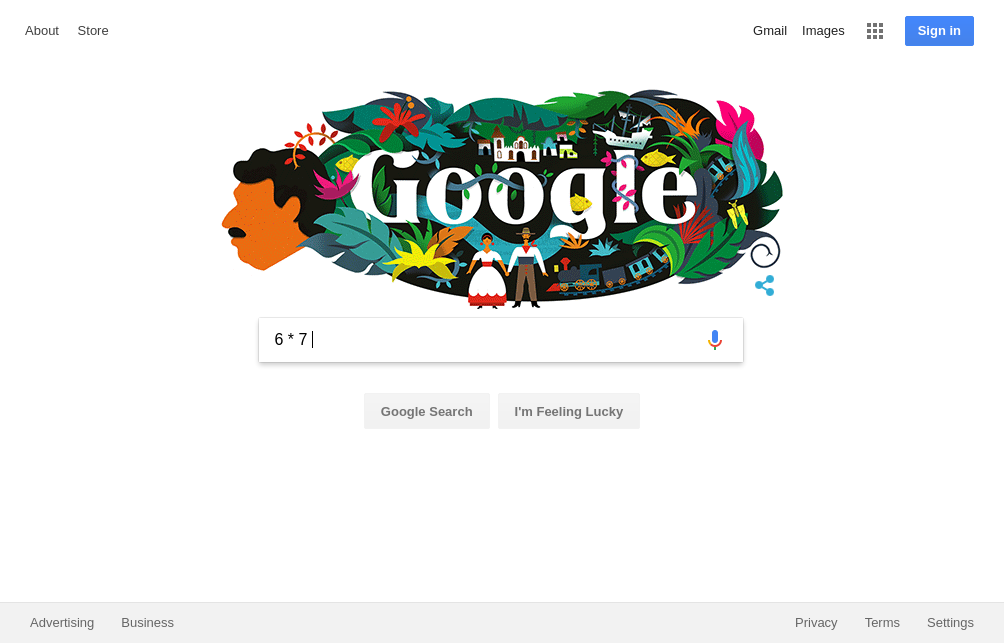 About Store Gmail Images Sign in
Google
6 * 7
Google Search I'm Feeling Lucky
Advertising Business Privacy Terms Settings